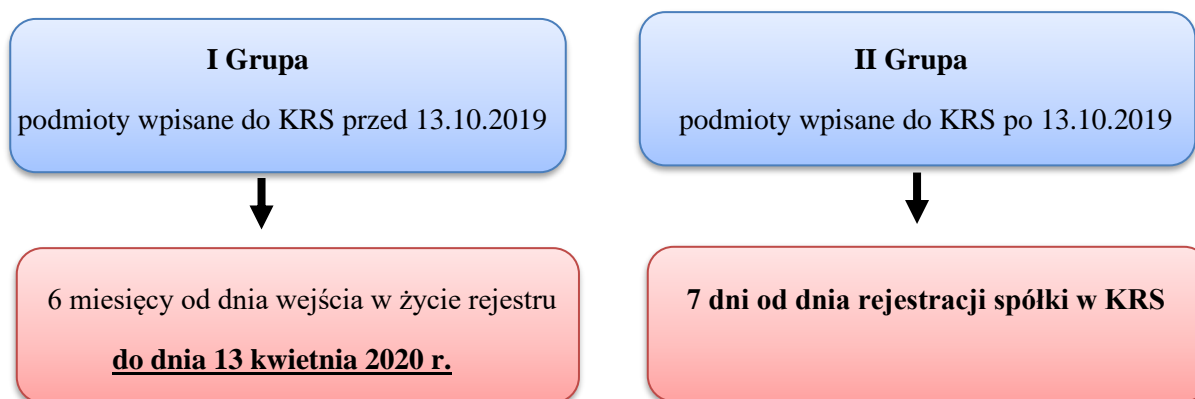 I Grupa
podmioty wpisane do KRS przed 13.10.2019
6 miesięcy od dnia wejścia w życie rejestru
do dnia 13 kwietnia 2020 r.
II Grupa
podmioty wpisane do KRS po 13.10.2019
7 dni od dnia rejestracji spółki w KRS